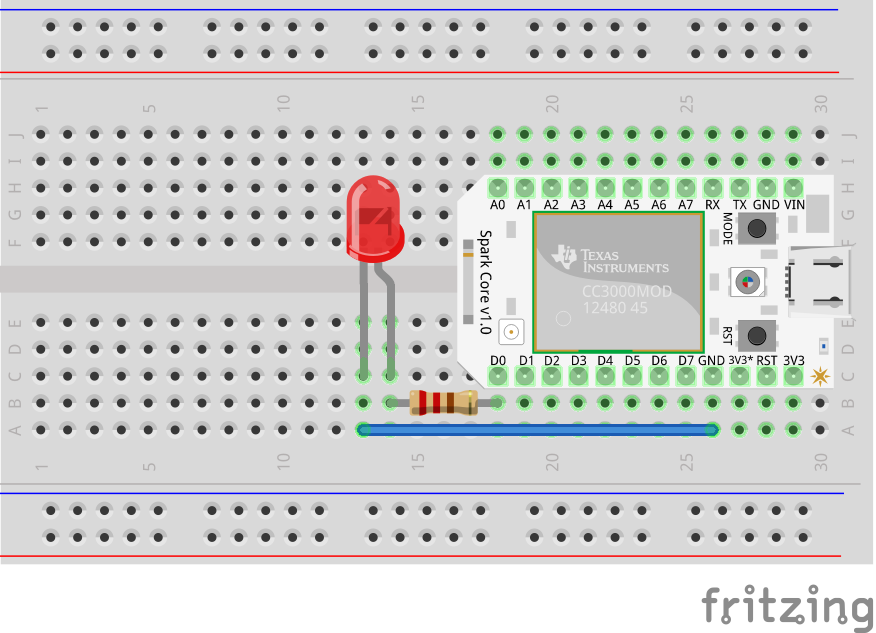 1 5 10 15 20 25 30
J J
I I
H H
G G
F F
A0 A1 A2 A3 A4 A5 A6 A7 RX TX GND VIN
MODE
Spark Core v1.0
TEXAS
INSTRUMENTS
CC3000MOD
12480 45
RST
E E
D D
D0 D1 D2 D3 D4 D5 D6 D7 GND 3V3* RST 3V3
C C
B B
A A
1 5 10 15 20 25 30
fritzing